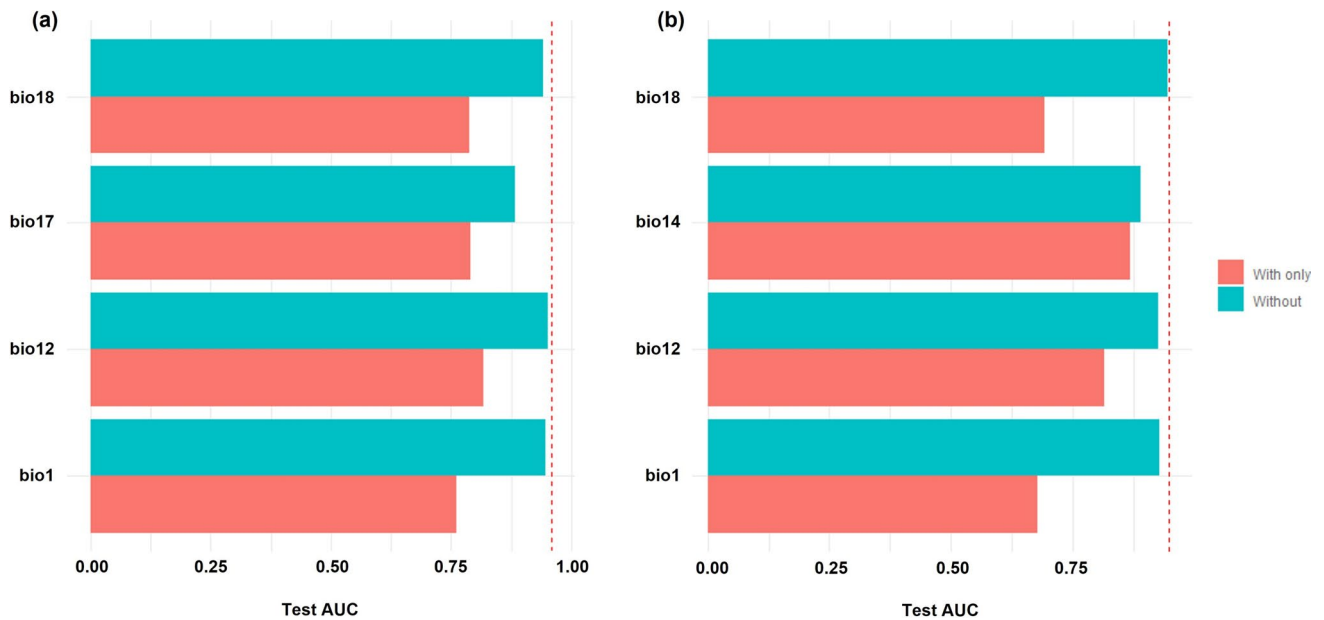 (a)
bio18
bio17
bio12
bio1
0.00 0.25 0.50 0.75 1.00
Test AUC
(b)
bio18
bio14
bio12
bio1
0.00 0.25 0.50 0.75
Test AUC
With only
Without